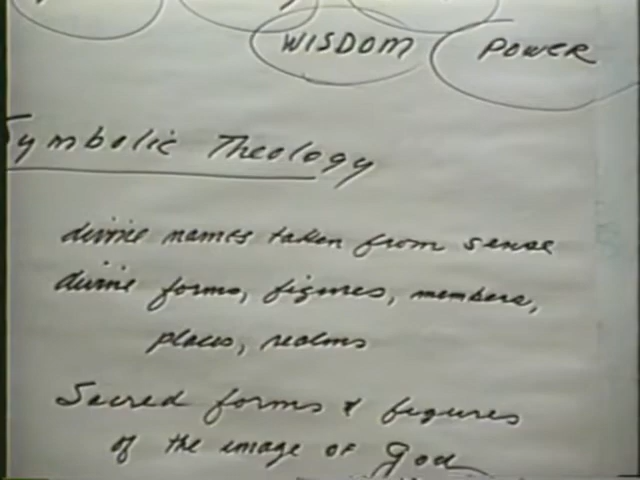 WISDOM POWER
Symbolic Theology
divine names taken from sense
divine forms, figures, members,
places, realms
Sacred forms & figures
of the image of God